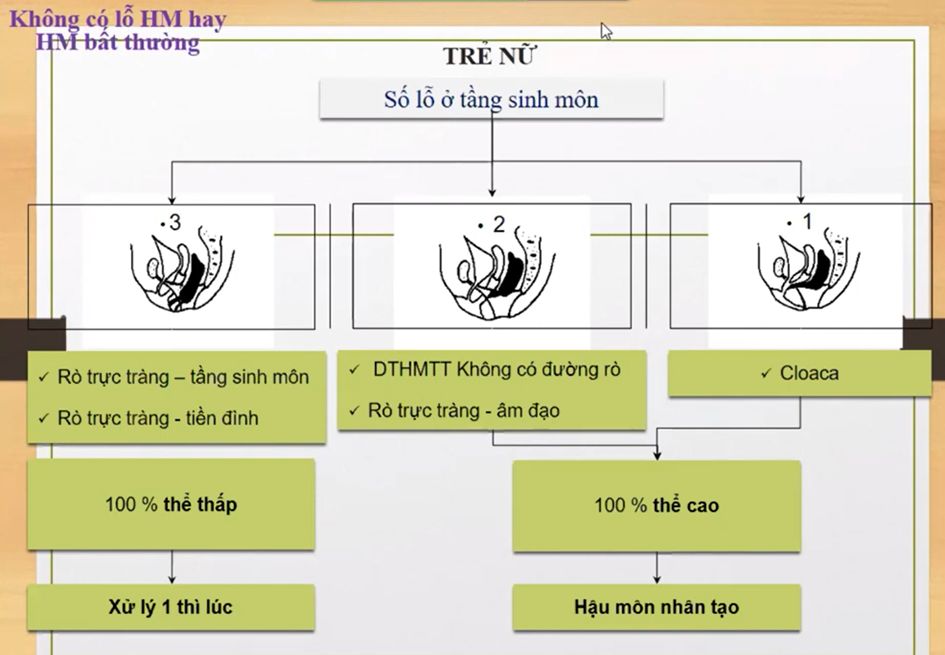 Không có lỗ HM hay
HM bất thường
TRẺ NỮ
Số lỗ ở tầng sinh môn
•3
• 2
• 1
✓ Rò trực tràng – tầng sinh môn
✓ Rò trực tràng - tiền đình
✓ DTHMTT Không có đường rò
✓ Rò trực tràng - âm đạo
✓ Cloaca
100 % thể thấp
100 % thể cao
Xử lý 1 thì lúc
Hậu môn nhân tạo